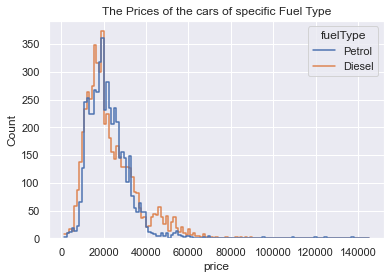 The Prices of the cars of specific Fuel Type
fuelType
Petrol
Diesel
Count
350
300
250
200
150
100
50
0
0 20000 40000 60000 80000 100000 120000 140000
price